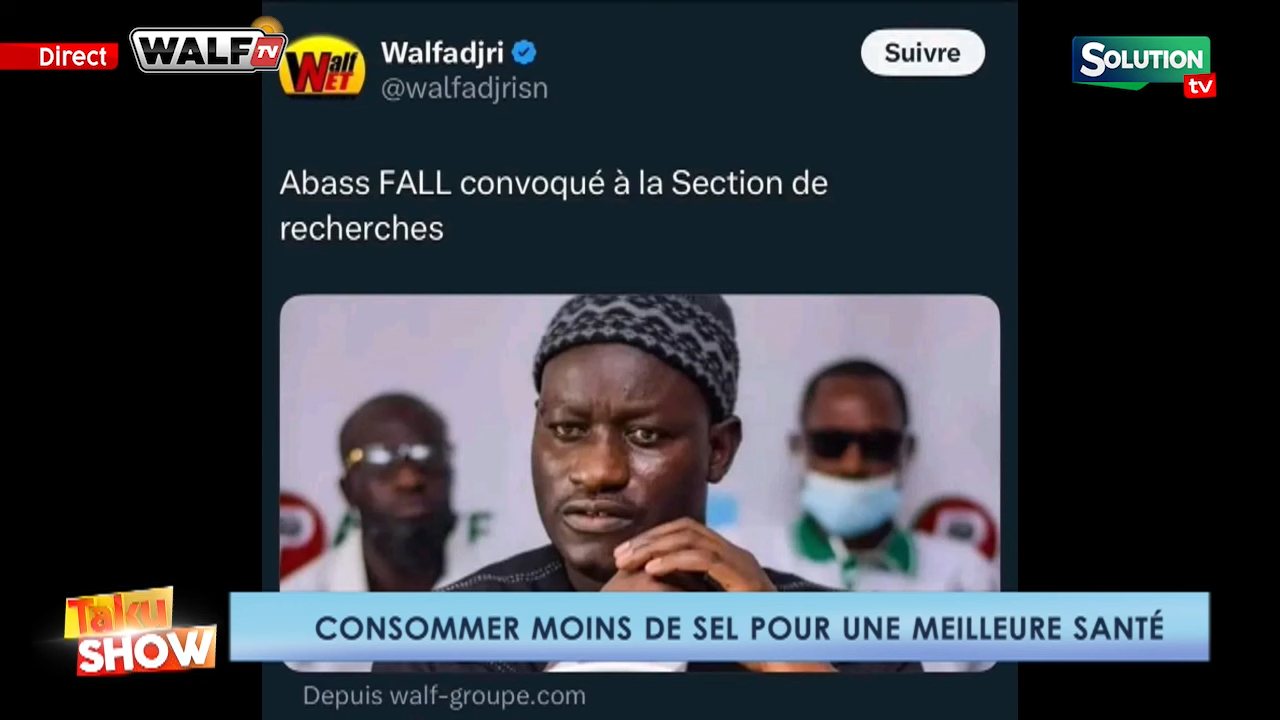 Direct
WALF TV
Walf
NET
Walfadjri
@walfadjrisn
Suivre
SOLUTION
tv
Abass FALL convoqué à la Section de
recherches
Taku
SHOW
CONSOMMER MOINS DE SEL POUR UNE MEILLEURE SANTÉ
Depuis walf-groupe.com